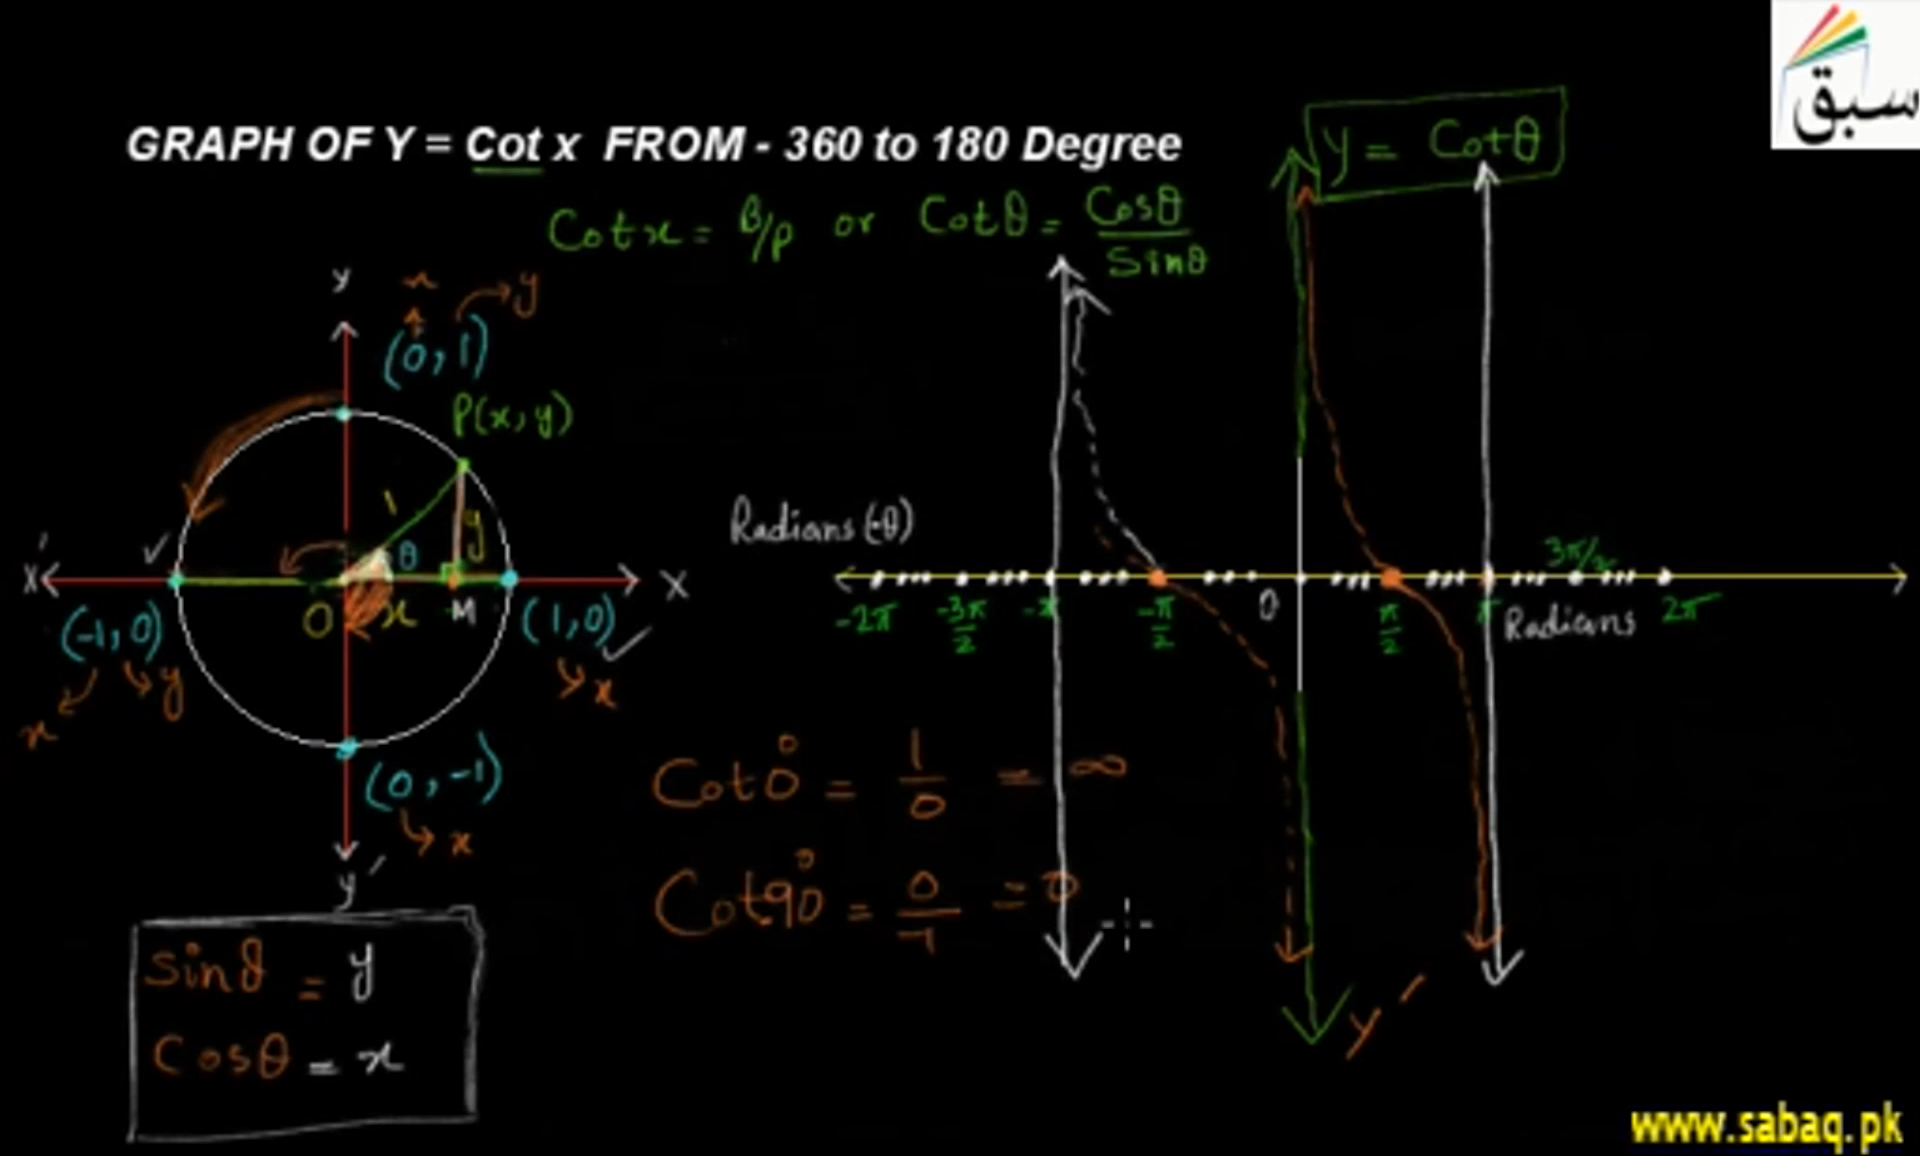 سبق
GRAPH OF Y = Cot x FROM - 360 to 180 Degree
y = Cotθ
Cot x = B/P or Cotθ = Cosθ / Sinθ
y
x
y
(0, 1)
P(x, y)
1
y
θ
Radians (-θ)
X'
X
O
x
M
(-1, 0)
(1, 0)
x
y
x
-2π
-3π/2
-π
-π/2
0
π/2
π
3π/2
2π
Radians
(0, -1)
x
y'
Cot0° = 1/0 = ∞
Cot90° = 0/1 = 0
Sinθ = y
Cosθ = x
y'
www.sabaq.pk